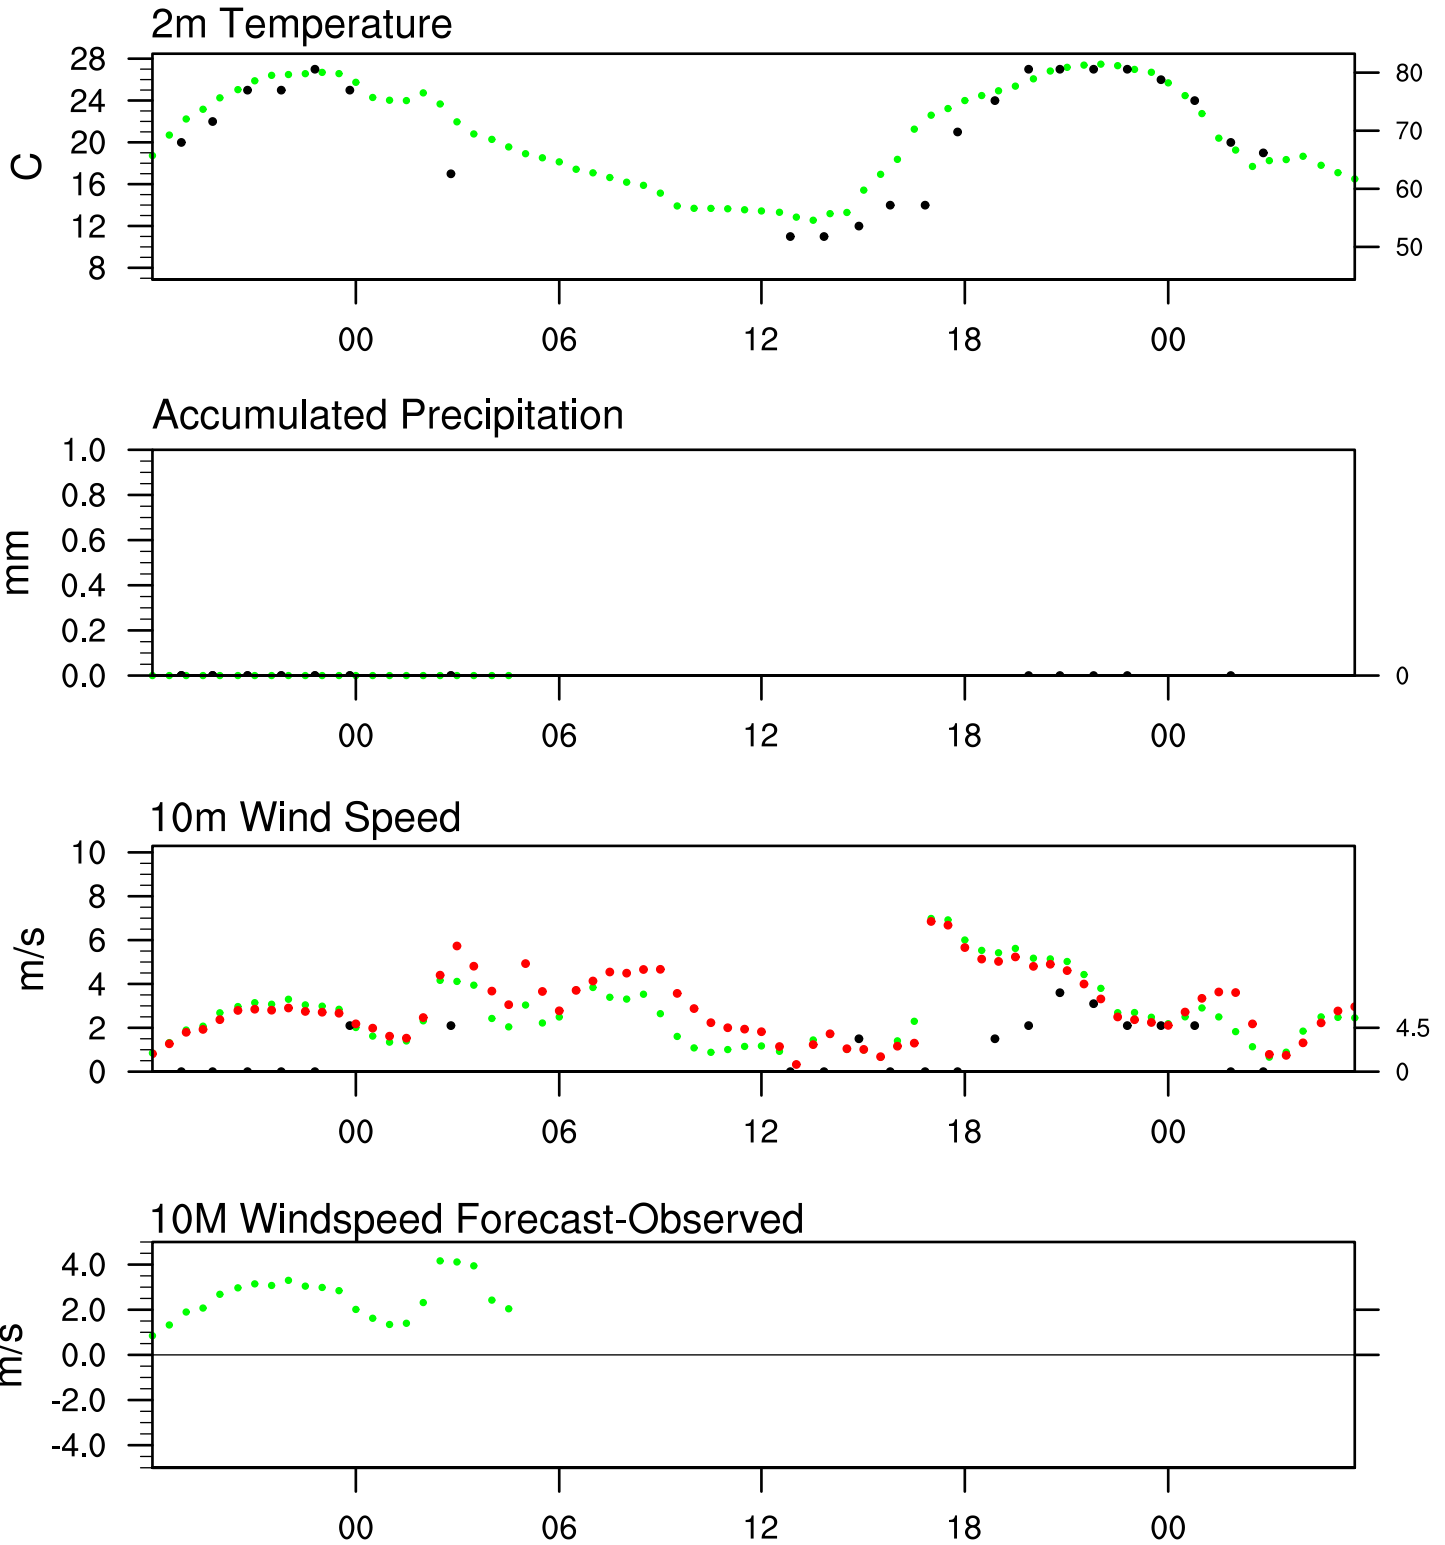 2m Temperature
28
24
20
16
12
8
C
80
70
60
50
00 06 12 18 00
Accumulated Precipitation
1.0
0.8
0.6
0.4
0.2
0.0
mm
0
00 06 12 18 00
10m Wind Speed
10
8
6
4
2
0
m/s
4.5
0
00 06 12 18 00
10M Windspeed Forecast-Observed
4.0
2.0
0.0
-2.0
-4.0
m/s
00 06 12 18 00